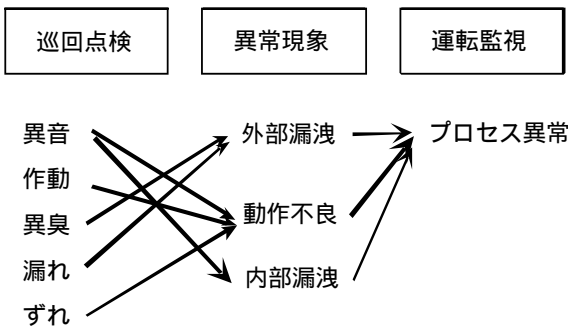 巡回点検
異常現象
運転監視
異音
外部漏洩
プロセス異常
作動
動作不良
異臭
漏れ
内部漏洩
ずれ